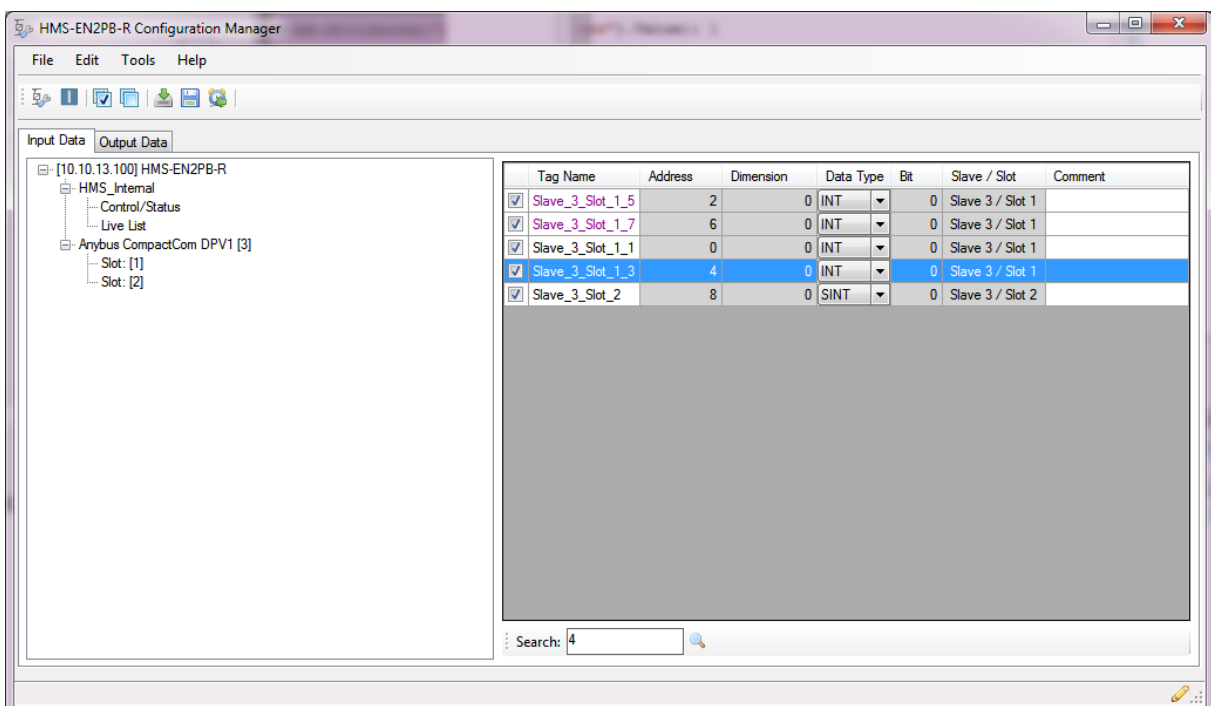 HMS-EN2PB-R Configuration Manager
File Edit Tools Help
Input Data Output Data
[10.10.13.100] HMS-EN2PB-R
HMS_Internal
Control/Status
Live List
Anybus CompactCom DPV1 [3]
Slot: [1]
Slot: [2]
Tag Name Address Dimension Data Type Bit Slave / Slot Comment
Slave_3_Slot_1_5 2 0 INT 0 Slave 3 / Slot 1
Slave_3_Slot_1_7 6 0 INT 0 Slave 3 / Slot 1
Slave_3_Slot_1_1 0 0 INT 0 Slave 3 / Slot 1
Slave_3_Slot_1_3 4 0 INT 0 Slave 3 / Slot 1
Slave_3_Slot_2 8 0 SINT 0 Slave 3 / Slot 2
Search: 4